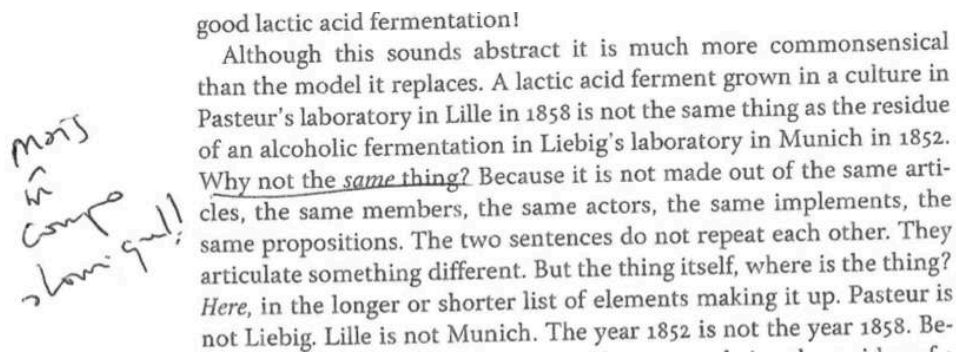 good lactic acid fermentation!
Although this sounds abstract it is much more commonsensical
than the model it replaces. A lactic acid ferment grown in a culture in
Pasteur's laboratory in Lille in 1858 is not the same thing as the residue
of an alcoholic fermentation in Liebig's laboratory in Munich in 1852.
Why not the same thing? Because it is not made out of the same arti-
cles, the same members, the same actors, the same implements, the
same propositions. The two sentences do not repeat each other. They
articulate something different. But the thing itself, where is the thing?
Here, in the longer or shorter list of elements making it up. Pasteur is
not Liebig. Lille is not Munich. The year 1852 is not the year 1858. Be-
mais